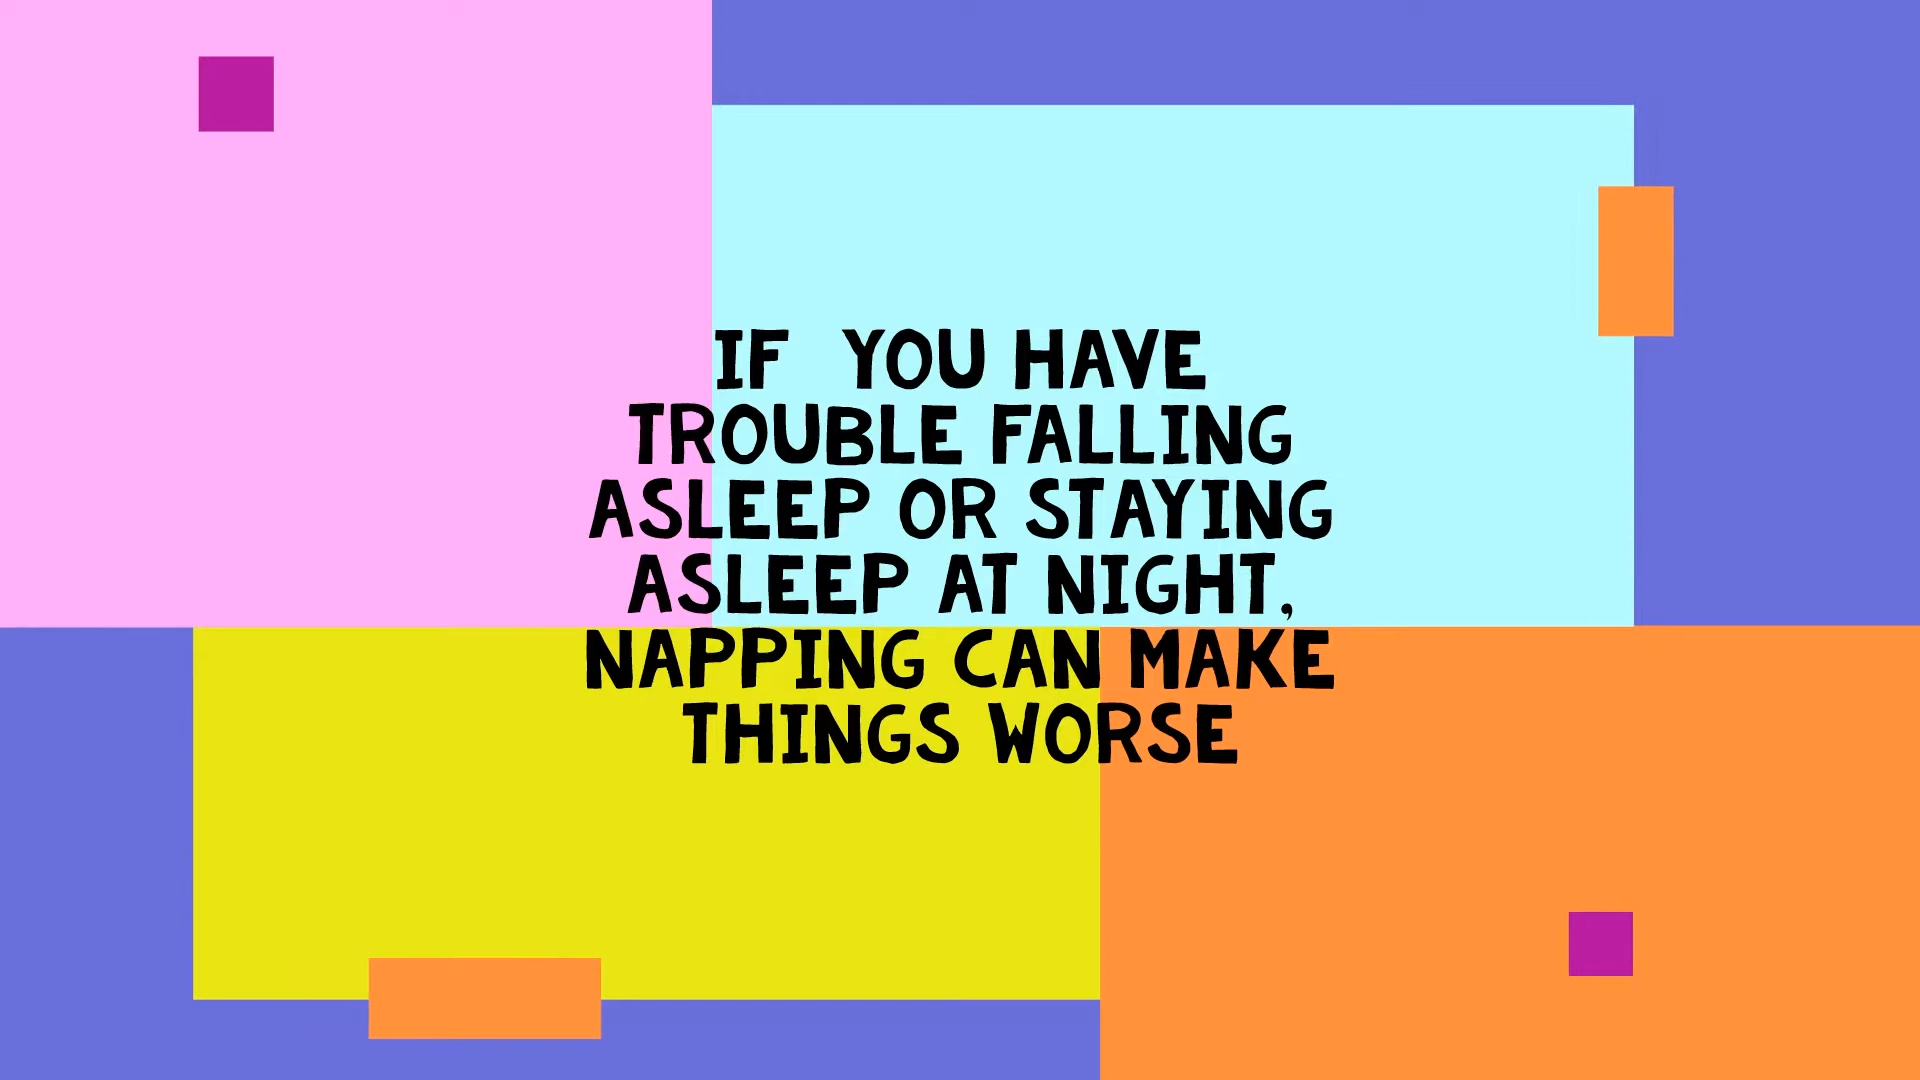 IF  YOU HAVE
TROUBLE FALLING
ASLEEP OR STAYING
ASLEEP AT NIGHT,
NAPPING CAN MAKE
THINGS WORSE